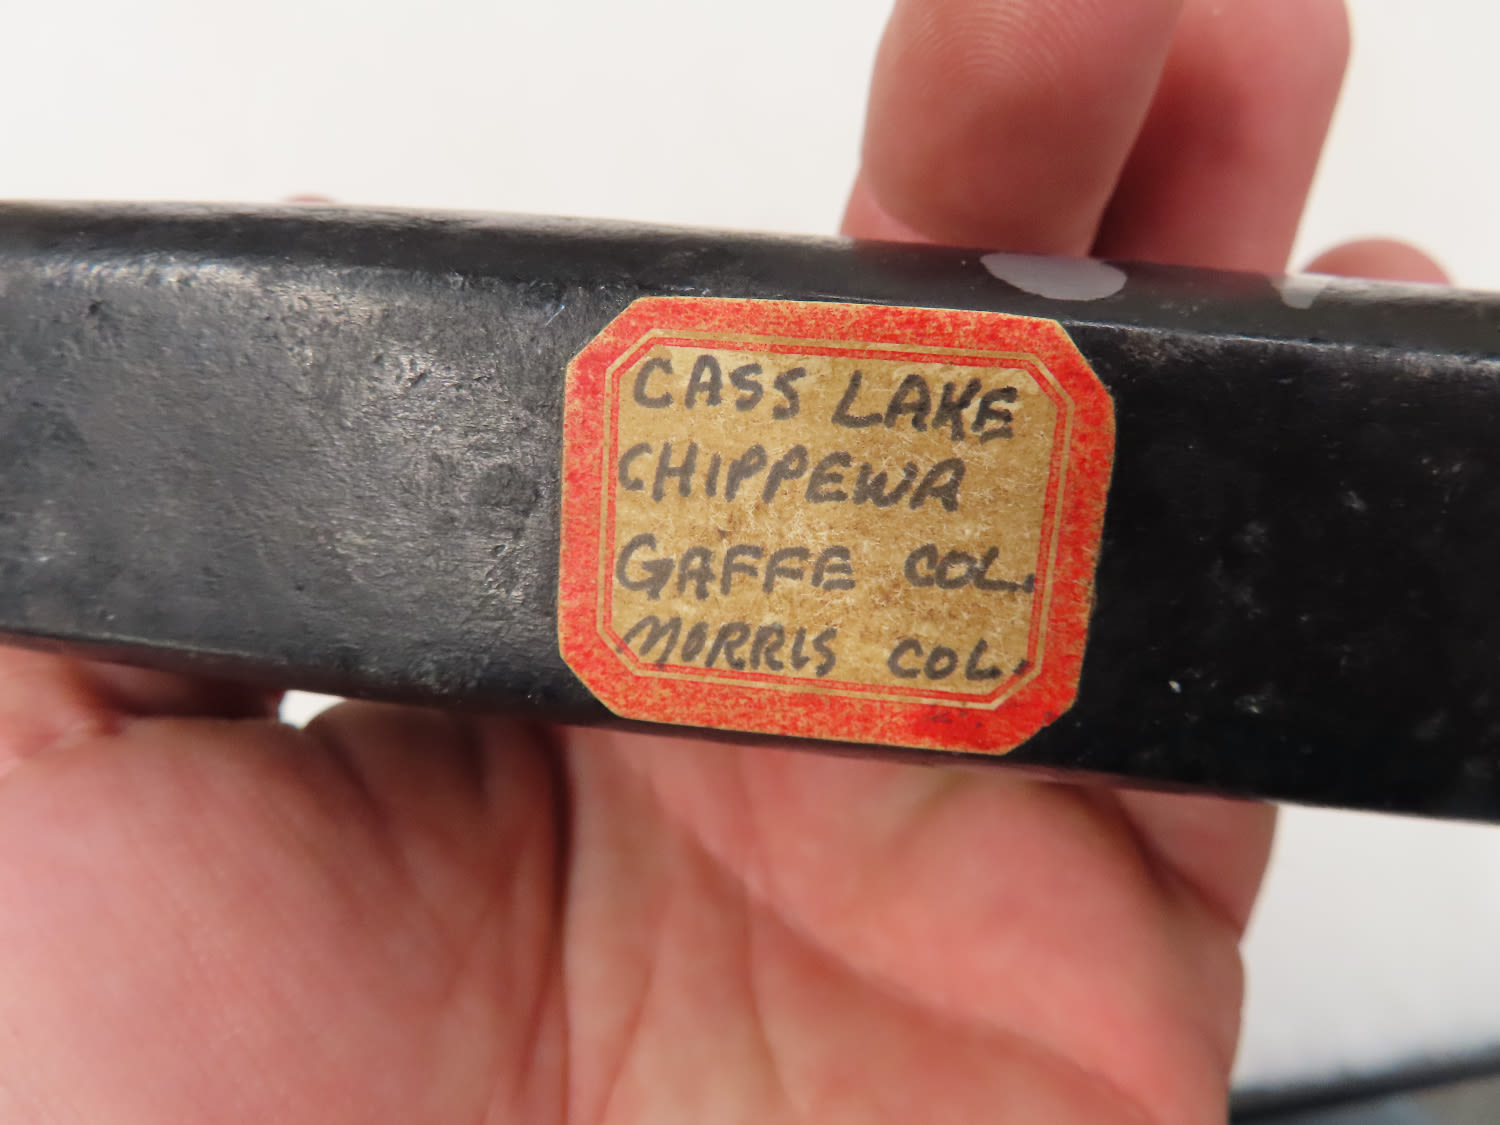 CASS LAKE
CHIPPEWA
GAFFE COL.
MORRIS COL.